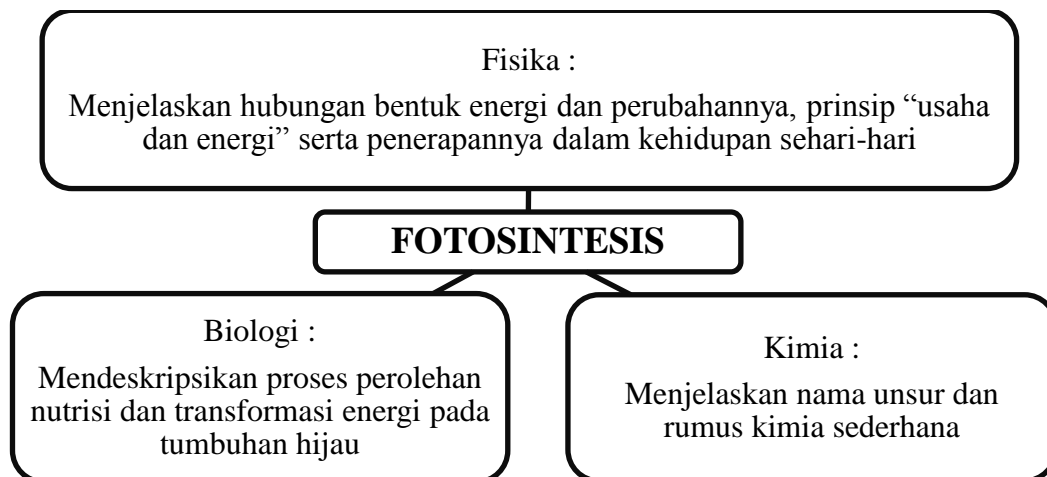 Fisika :
Menjelaskan hubungan bentuk energi dan perubahannya, prinsip “usaha
dan energi” serta penerapannya dalam kehidupan sehari-hari
FOTOSINTESIS
Biologi :
Mendeskripsikan proses perolehan
nutrisi dan transformasi energi pada
tumbuhan hijau
Kimia :
Menjelaskan nama unsur dan
rumus kimia sederhana